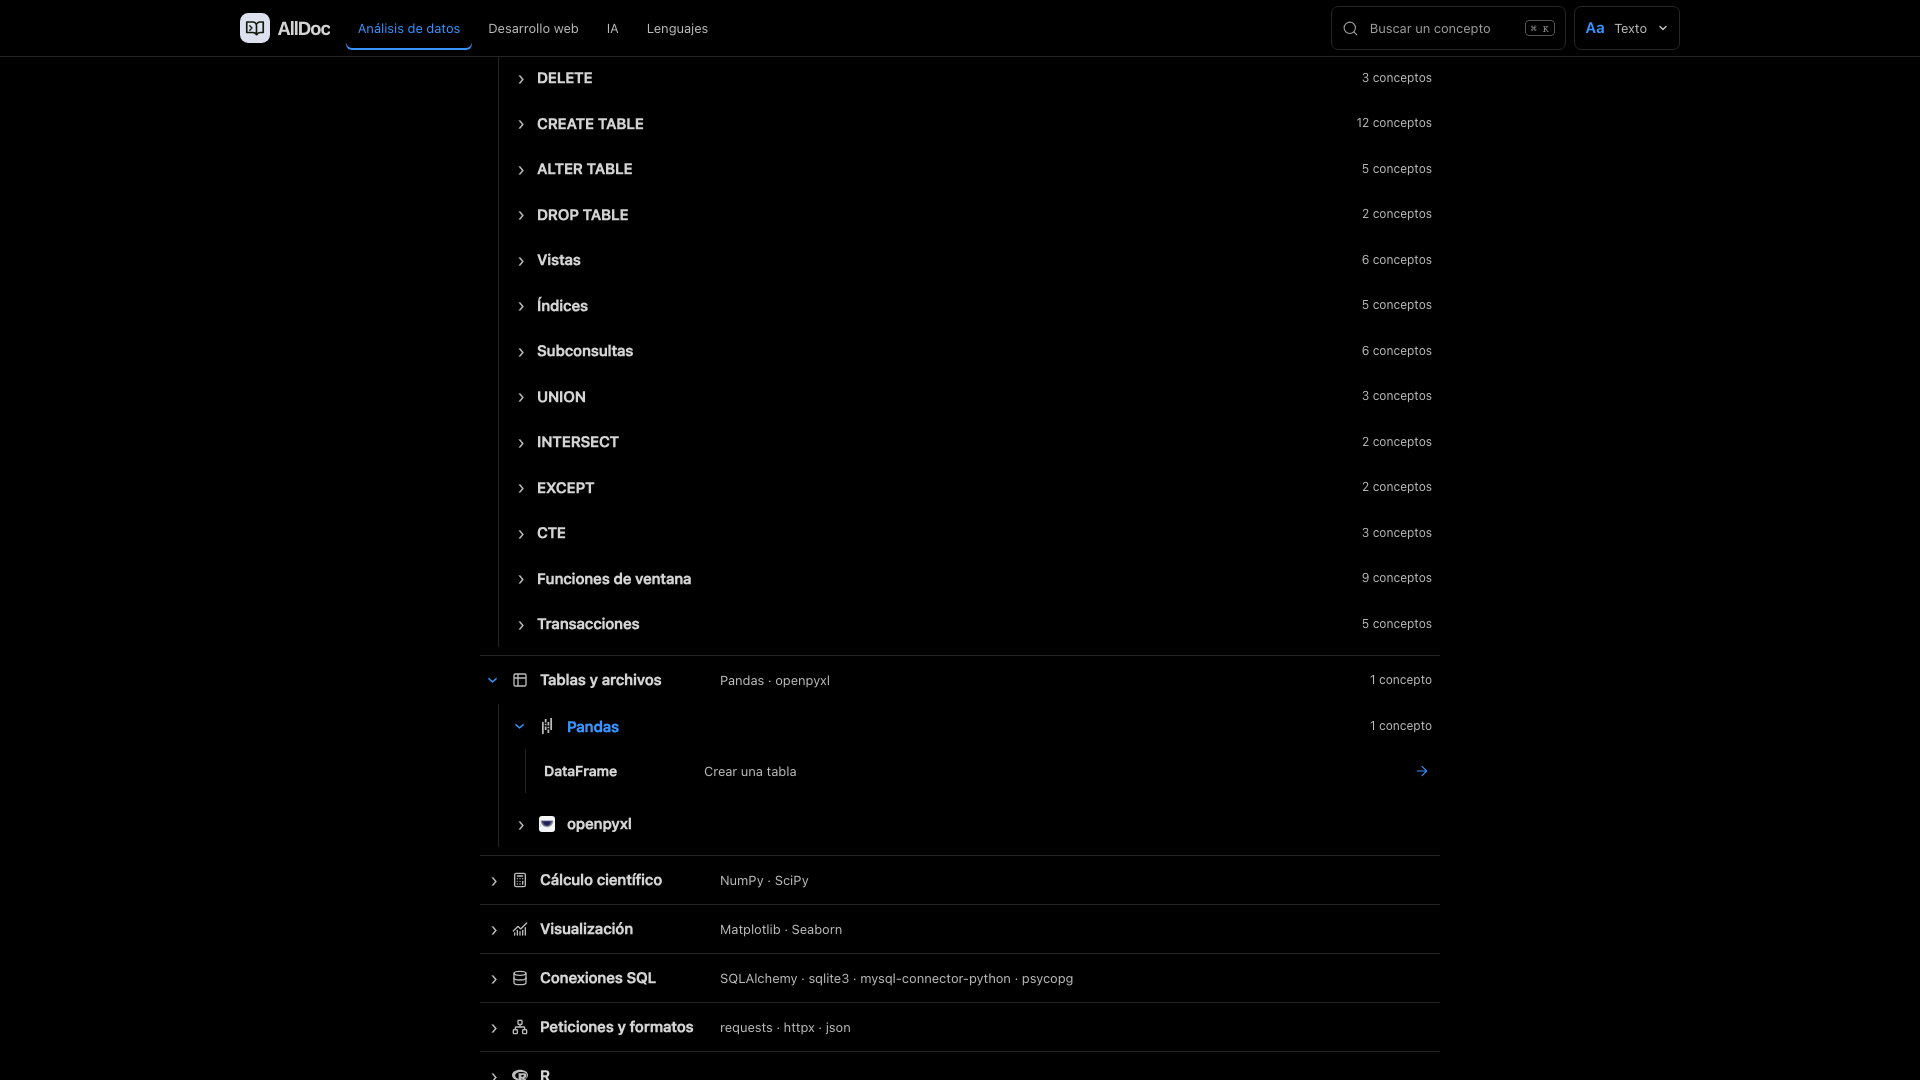 AllDoc Análisis de datos Desarrollo web IA Lenguajes Buscar un concepto ⌘ K Aa Texto
DELETE 3 conceptos
CREATE TABLE 12 conceptos
ALTER TABLE 5 conceptos
DROP TABLE 2 conceptos
Vistas 6 conceptos
Índices 5 conceptos
Subconsultas 6 conceptos
UNION 3 conceptos
INTERSECT 2 conceptos
EXCEPT 2 conceptos
CTE 3 conceptos
Funciones de ventana 9 conceptos
Transacciones 5 conceptos
Tablas y archivos Pandas · openpyxl 1 concepto
Pandas 1 concepto
DataFrame Crear una tabla
openpyxl
Cálculo científico NumPy · SciPy
Visualización Matplotlib · Seaborn
Conexiones SQL SQLAlchemy · sqlite3 · mysql-connector-python · psycopg
Peticiones y formatos requests · httpx · json
R